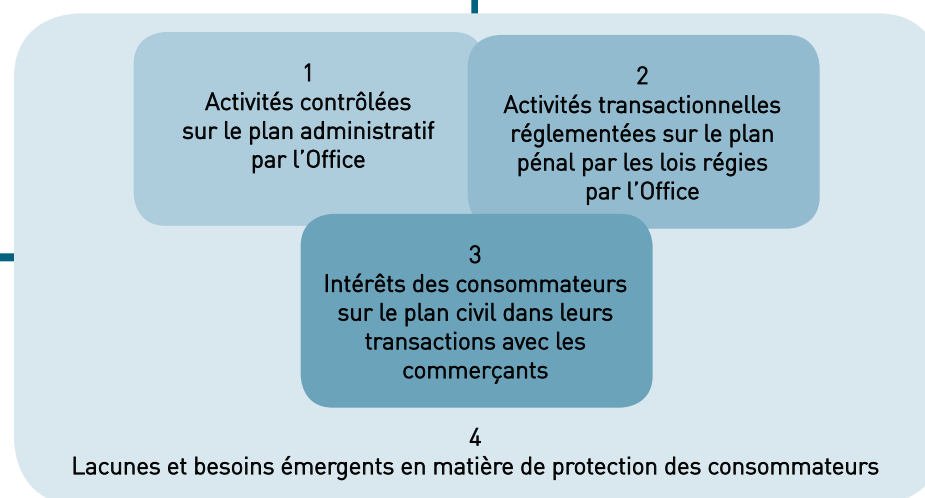 1
Activités contrôlées
sur le plan administratif
par l’Office
2
Activités transactionnelles
réglementées sur le plan
pénal par les lois régies
par l’Office
3
Intérêts des consommateurs
sur le plan civil dans leurs
transactions avec les
commerçants
4
Lacunes et besoins émergents en matière de protection des consommateurs